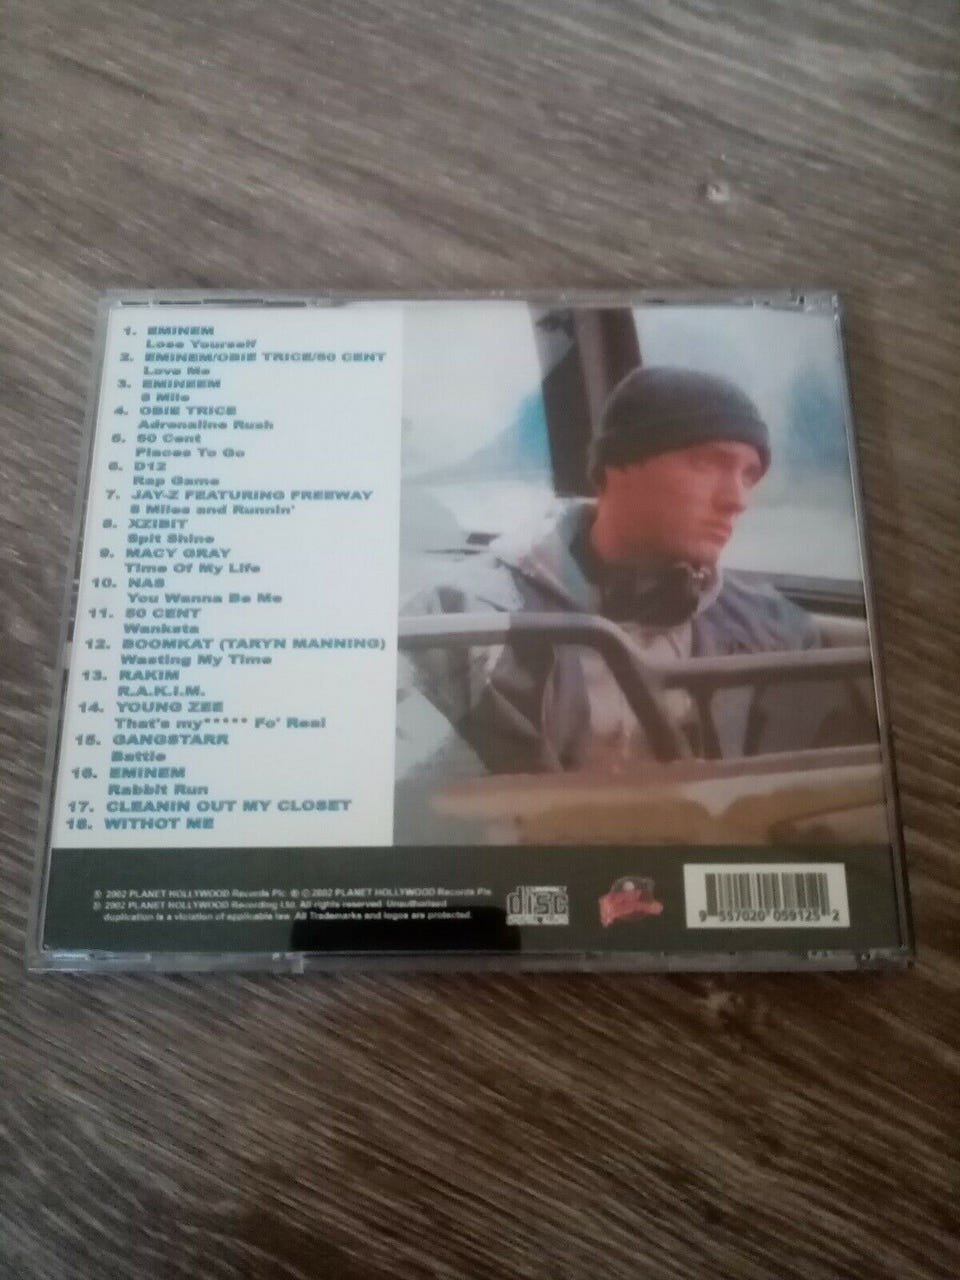 1. EMINEM
Lose Yourself
2. EMINEM/OBIE TRICE/50 CENT
Love Me
3. EMINEEM
8 Mile
4. OBIE TRICE
Adrenaline Rush
5. 50 Cent
Places To Go
6. D12
Rap Game
7. JAY-Z FEATURING FREEWAY
8 Miles and Runnin'
8. XZIBIT
Spit Shine
9. MACY GRAY
Time Of My Life
10. NAS
You Wanna Be Me
11. 50 CENT
Wanksta
12. BOOMKAT (TARYN MANNING)
Wasting My Time
13. RAKIM
R.A.K.I.M.
14. YOUNG ZEE
That's my***** Fo' Real
15. GANGSTARR
Battle
16. EMINEM
Rabbit Run
17. CLEANIN OUT MY CLOSET
18. WITHOT ME
℗ 2002 PLANET HOLLYWOOD Records Plc. ℗ © 2002 PLANET HOLLYWOOD Records Plc
℗ 2002 PLANET HOLLYWOOD Recording Ltd. All rights reserved. Unauthorised
duplication is a violation of applicable law. All Trademarks and logos are protected.
disc
9 557020 059125 2